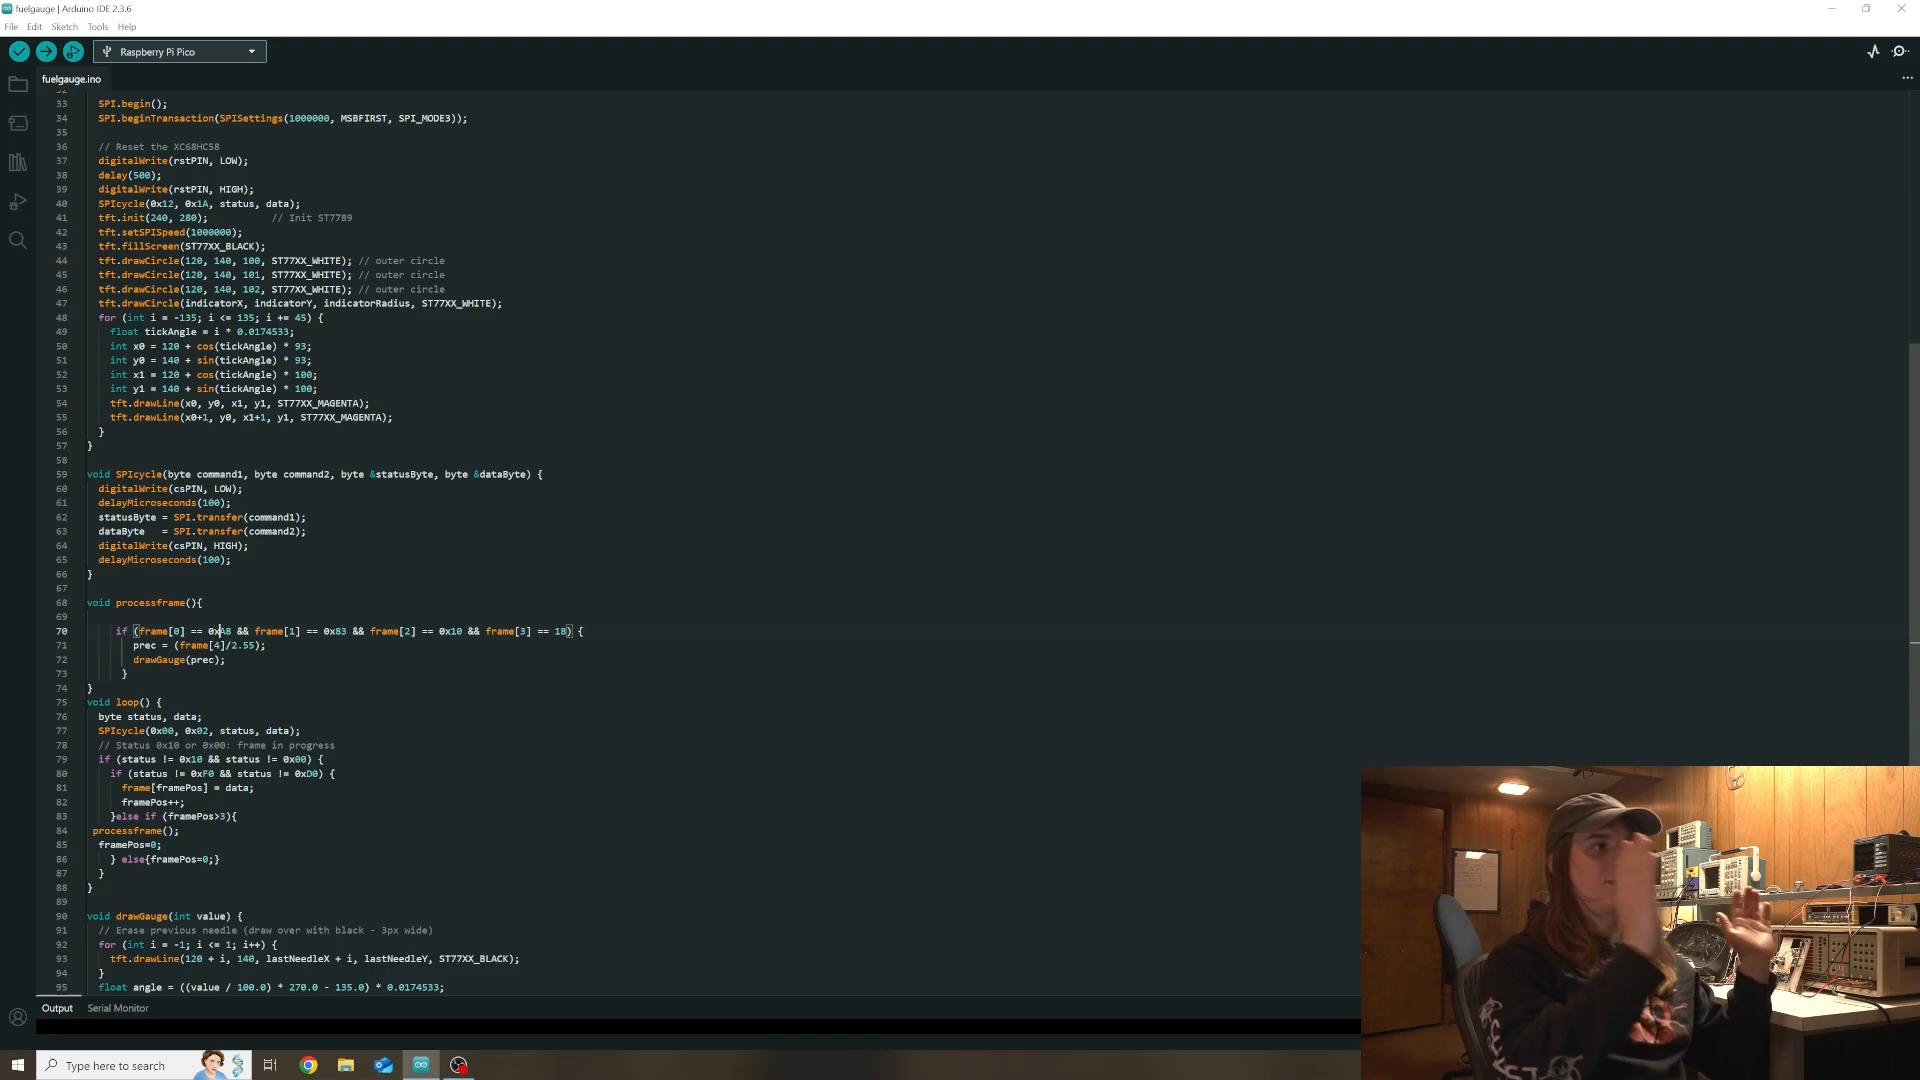 fuelgauge | Arduino IDE 2.3.6
File Edit Sketch Tools Help
Raspberry Pi Pico
fuelgauge.ino
33 SPI.begin();
34 SPI.beginTransaction(SPISettings(1000000, MSBFIRST, SPI_MODE3));
35
36 // Reset the XC68HC58
37 digitalWrite(rstPIN, LOW);
38 delay(500);
39 digitalWrite(rstPIN, HIGH);
40 SPIcycle(0x12, 0x1A, status, data);
41 tft.init(240, 280); // Init ST7789
42 tft.setSPISpeed(1000000);
43 tft.fillScreen(ST77XX_BLACK);
44 tft.drawCircle(120, 140, 100, ST77XX_WHITE); // outer circle
45 tft.drawCircle(120, 140, 101, ST77XX_WHITE); // outer circle
46 tft.drawCircle(120, 140, 102, ST77XX_WHITE); // outer circle
47 tft.drawCircle(indicatorX, indicatorY, indicatorRadius, ST77XX_WHITE);
48 for (int i = -135; i <= 135; i += 45) {
49 float tickAngle = i * 0.0174533;
50 int x0 = 120 + cos(tickAngle) * 93;
51 int y0 = 140 + sin(tickAngle) * 93;
52 int x1 = 120 + cos(tickAngle) * 100;
53 int y1 = 140 + sin(tickAngle) * 100;
54 tft.drawLine(x0, y0, x1, y1, ST77XX_MAGENTA);
55 tft.drawLine(x0+1, y0, x1+1, y1, ST77XX_MAGENTA);
56 }
57 }
58
59 void SPIcycle(byte command1, byte command2, byte &statusByte, byte &dataByte) {
60 digitalWrite(csPIN, LOW);
61 delayMicroseconds(100);
62 statusByte = SPI.transfer(command1);
63 dataByte = SPI.transfer(command2);
64 digitalWrite(csPIN, HIGH);
65 delayMicroseconds(100);
66 }
67
68 void processframe(){
69
70 if (frame[0] == 0xA8 && frame[1] == 0x83 && frame[2] == 0x10 && frame[3] == 18) {
71 prec = (frame[4]/2.55);
72 drawGauge(prec);
73 }
74 }
75 void loop() {
76 byte status, data;
77 SPIcycle(0x00, 0x02, status, data);
78 // Status 0x10 or 0x00: frame in progress
79 if (status != 0x10 && status != 0x00) {
80 if (status != 0xF0 && status != 0xD0) {
81 frame[framePos] = data;
82 framePos++;
83 }else if (framePos>3){
84 processframe();
85 framePos=0;
86 } else{framePos=0;}
87 }
88 }
89
90 void drawGauge(int value) {
91 // Erase previous needle (draw over with black - 3px wide)
92 for (int i = -1; i <= 1; i++) {
93 tft.drawLine(120 + i, 140, lastNeedleX + i, lastNeedleY, ST77XX_BLACK);
94 }
95 float angle = ((value / 100.0) * 270.0 - 135.0) * 0.0174533;
Output Serial Monitor
Type here to search